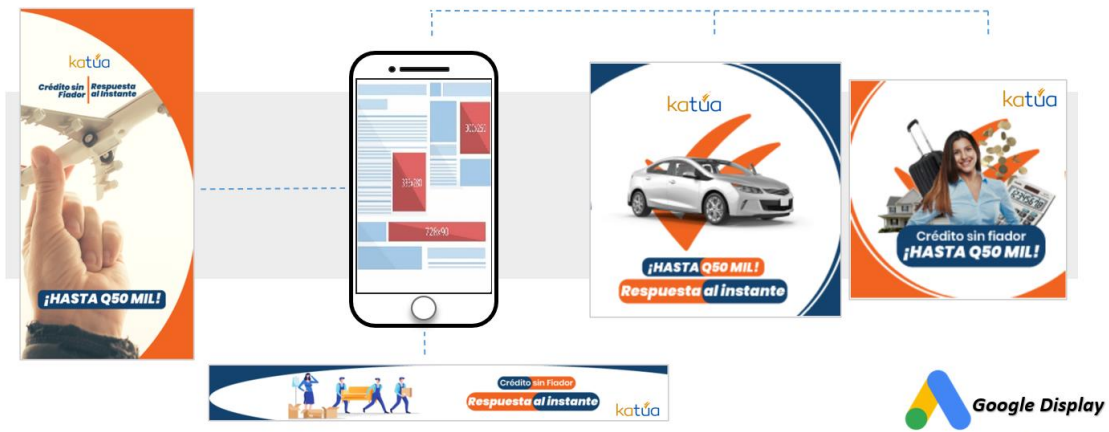 katúa
Crédito sin Fiador
Respuesta al Instante
¡HASTA Q50 MIL!
300x250
336x280
728x90
katúa
¡HASTA Q50 MIL!
Respuesta al instante
katúa
Crédito sin fiador
¡HASTA Q50 MIL!
Crédito sin Fiador
Respuesta al instante
katúa
Google Display